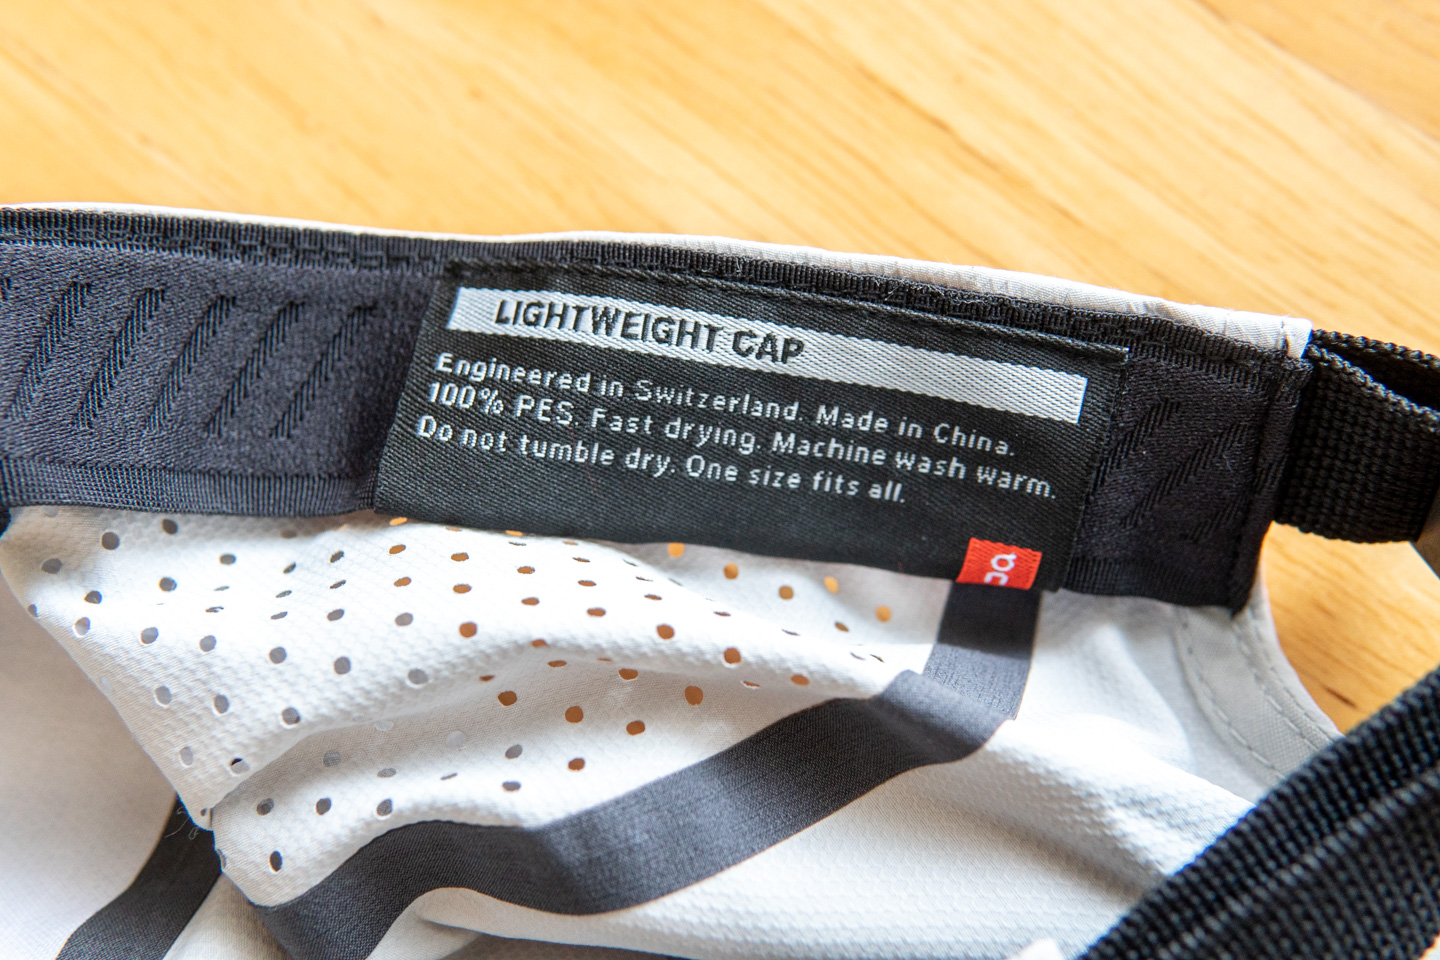 LIGHTWEIGHT CAP
Engineered in Switzerland. Made in China.
100% PES. Fast drying. Machine wash warm.
Do not tumble dry. One size fits all.